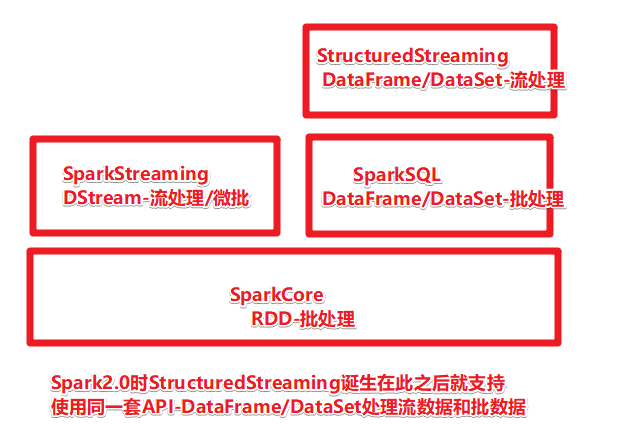 StructuredStreaming
DataFrame/DataSet-流处理
SparkStreaming
DStream-流处理/微批
SparkSQL
DataFrame/DataSet-批处理
SparkCore
RDD-批处理
Spark2.0时StructuredStreaming诞生在此之后就支持
使用同一套API-DataFrame/DataSet处理流数据和批数据